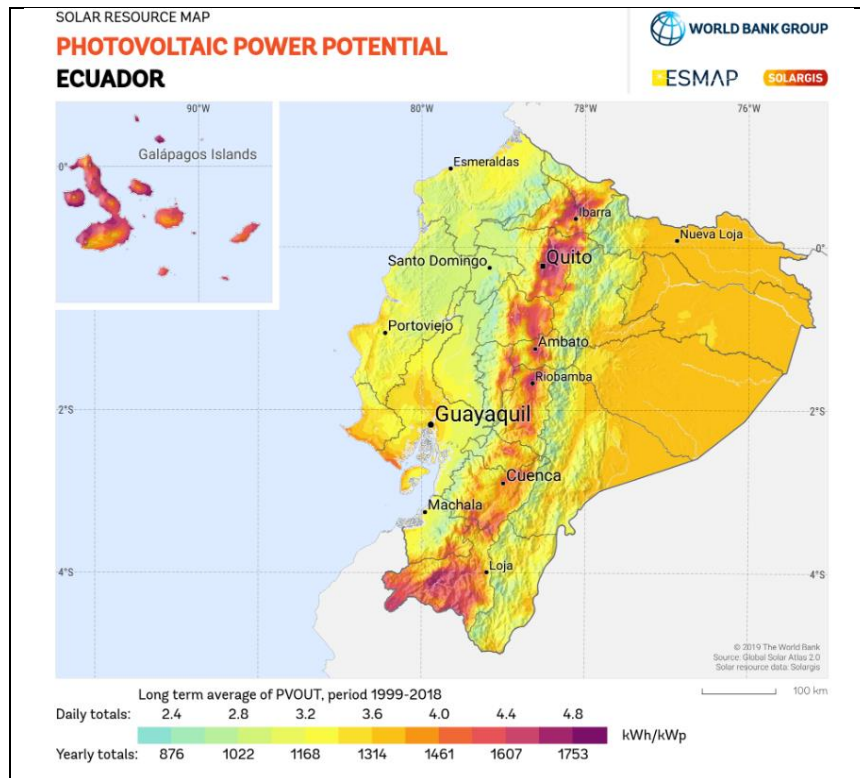 SOLAR RESOURCE MAP
PHOTOVOLTAIC POWER POTENTIAL
ECUADOR
WORLD BANK GROUP
ESMAP
SOLARGIS
90°W
80°W
78°W
76°W
Galápagos Islands
0°
Esmeraldas
Ibarra
Nueva Loja
0°
Santo Domingo
Quito
Portoviejo
Ambato
Riobamba
2°S
Guayaquil
2°S
Cuenca
Machala
Loja
4°S
4°S
© 2019 The World Bank
Source: Global Solar Atlas 2.0
Solar resource data: Solargis
Long term average of PVOUT, period 1999-2018
100 km
Daily totals: 2.4 2.8 3.2 3.6 4.0 4.4 4.8
kWh/kWp
Yearly totals: 876 1022 1168 1314 1461 1607 1753